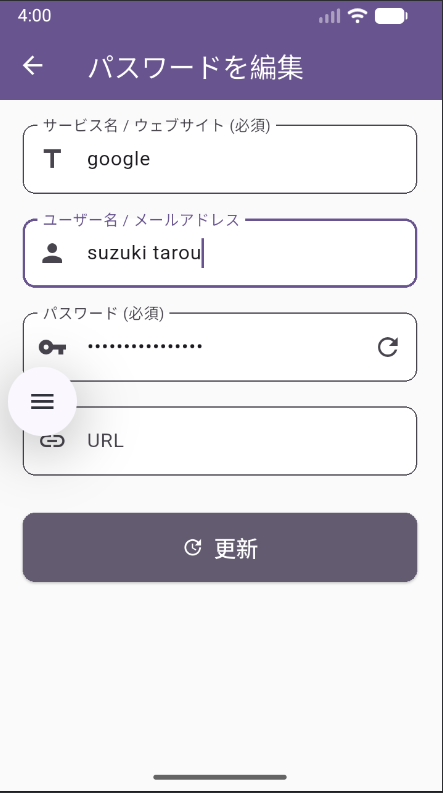 4:00
パスワードを編集
サービス名 / ウェブサイト (必須)
google
ユーザー名 / メールアドレス
suzuki tarou
パスワード (必須)
••••••••••••••••
URL
更新